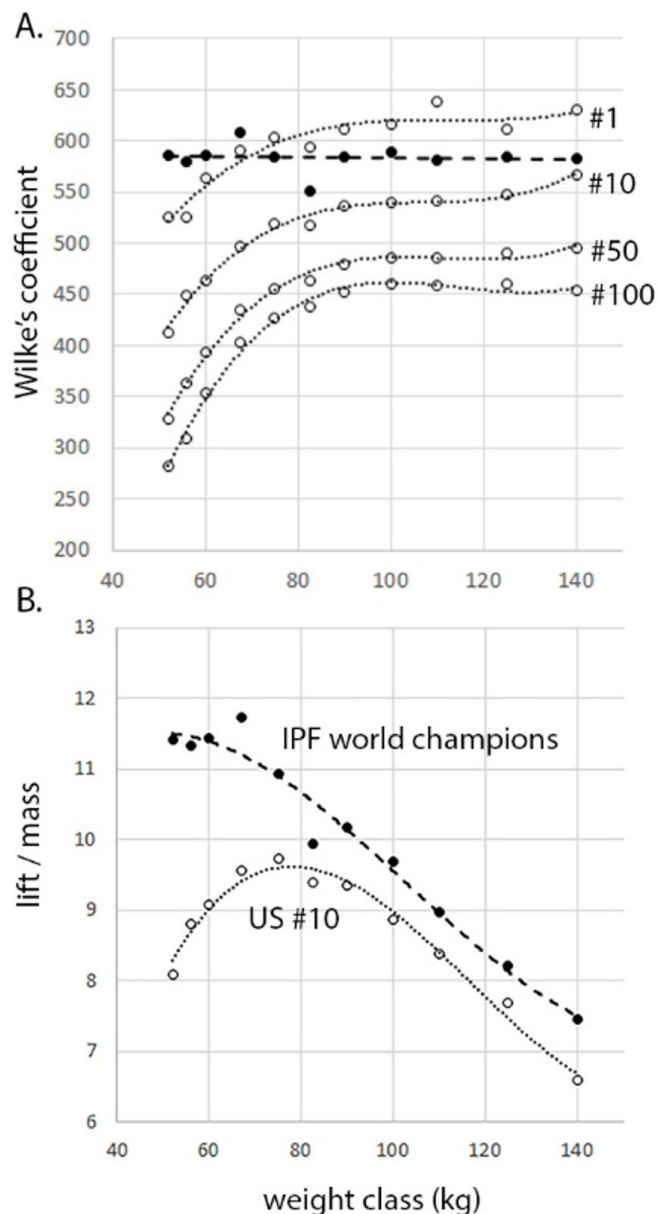 A.
Wilke's coefficient
700
650
600
550
500
450
400
350
300
250
200
#1
#10
#50
#100
40 60 80 100 120 140
B.
lift / mass
13
12
11
10
9
8
7
6
IPF world champions
US #10
40 60 80 100 120 140
weight class (kg)